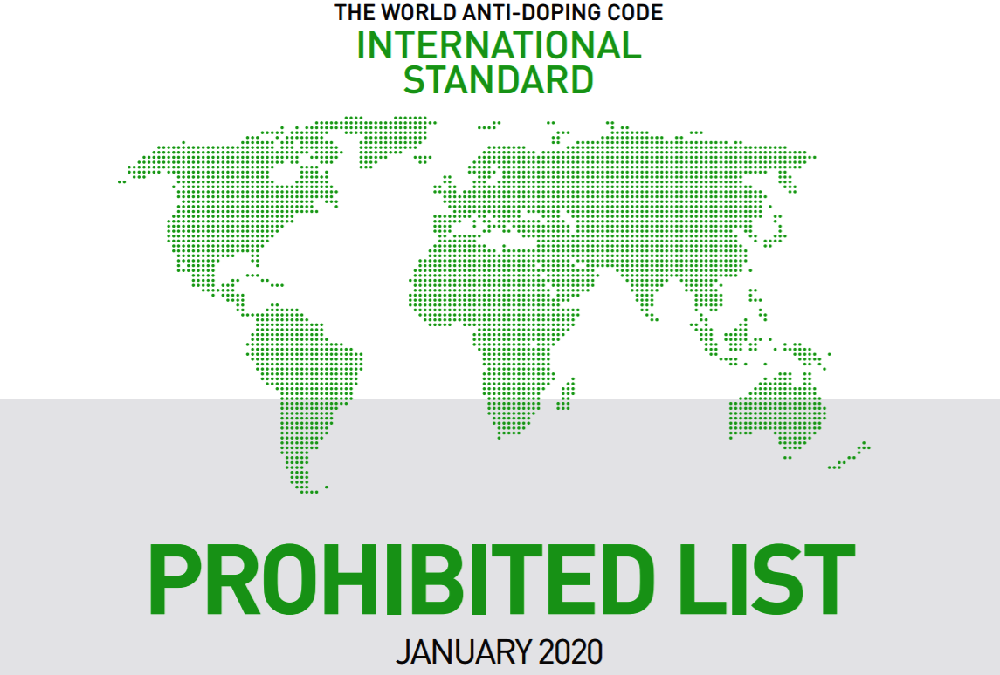 THE WORLD ANTI-DOPING CODE
INTERNATIONAL
STANDARD
PROHIBITED LIST
JANUARY 2020